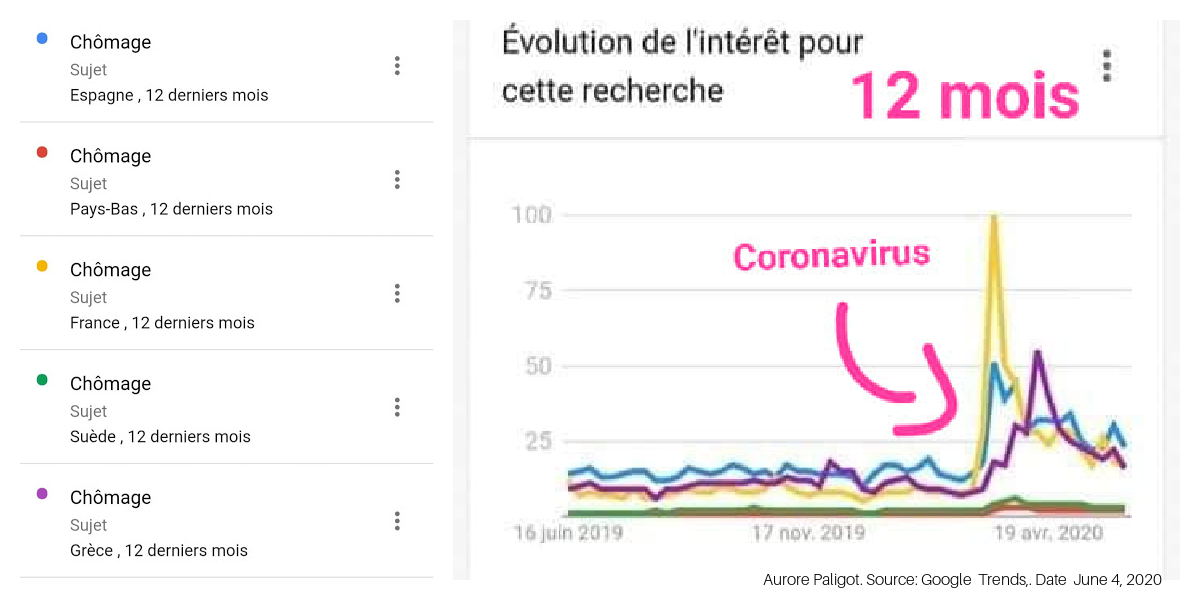 Chômage
Sujet
Espagne , 12 derniers mois
Chômage
Sujet
Pays-Bas , 12 derniers mois
Chômage
Sujet
France , 12 derniers mois
Chômage
Sujet
Suède , 12 derniers mois
Chômage
Sujet
Grèce , 12 derniers mois
Évolution de l'intérêt pour
cette recherche
12 mois
Coronavirus
100
75
50
25
16 juin 2019
17 nov. 2019
19 avr. 2020
Aurore Paligot. Source: Google Trends,. Date June 4, 2020